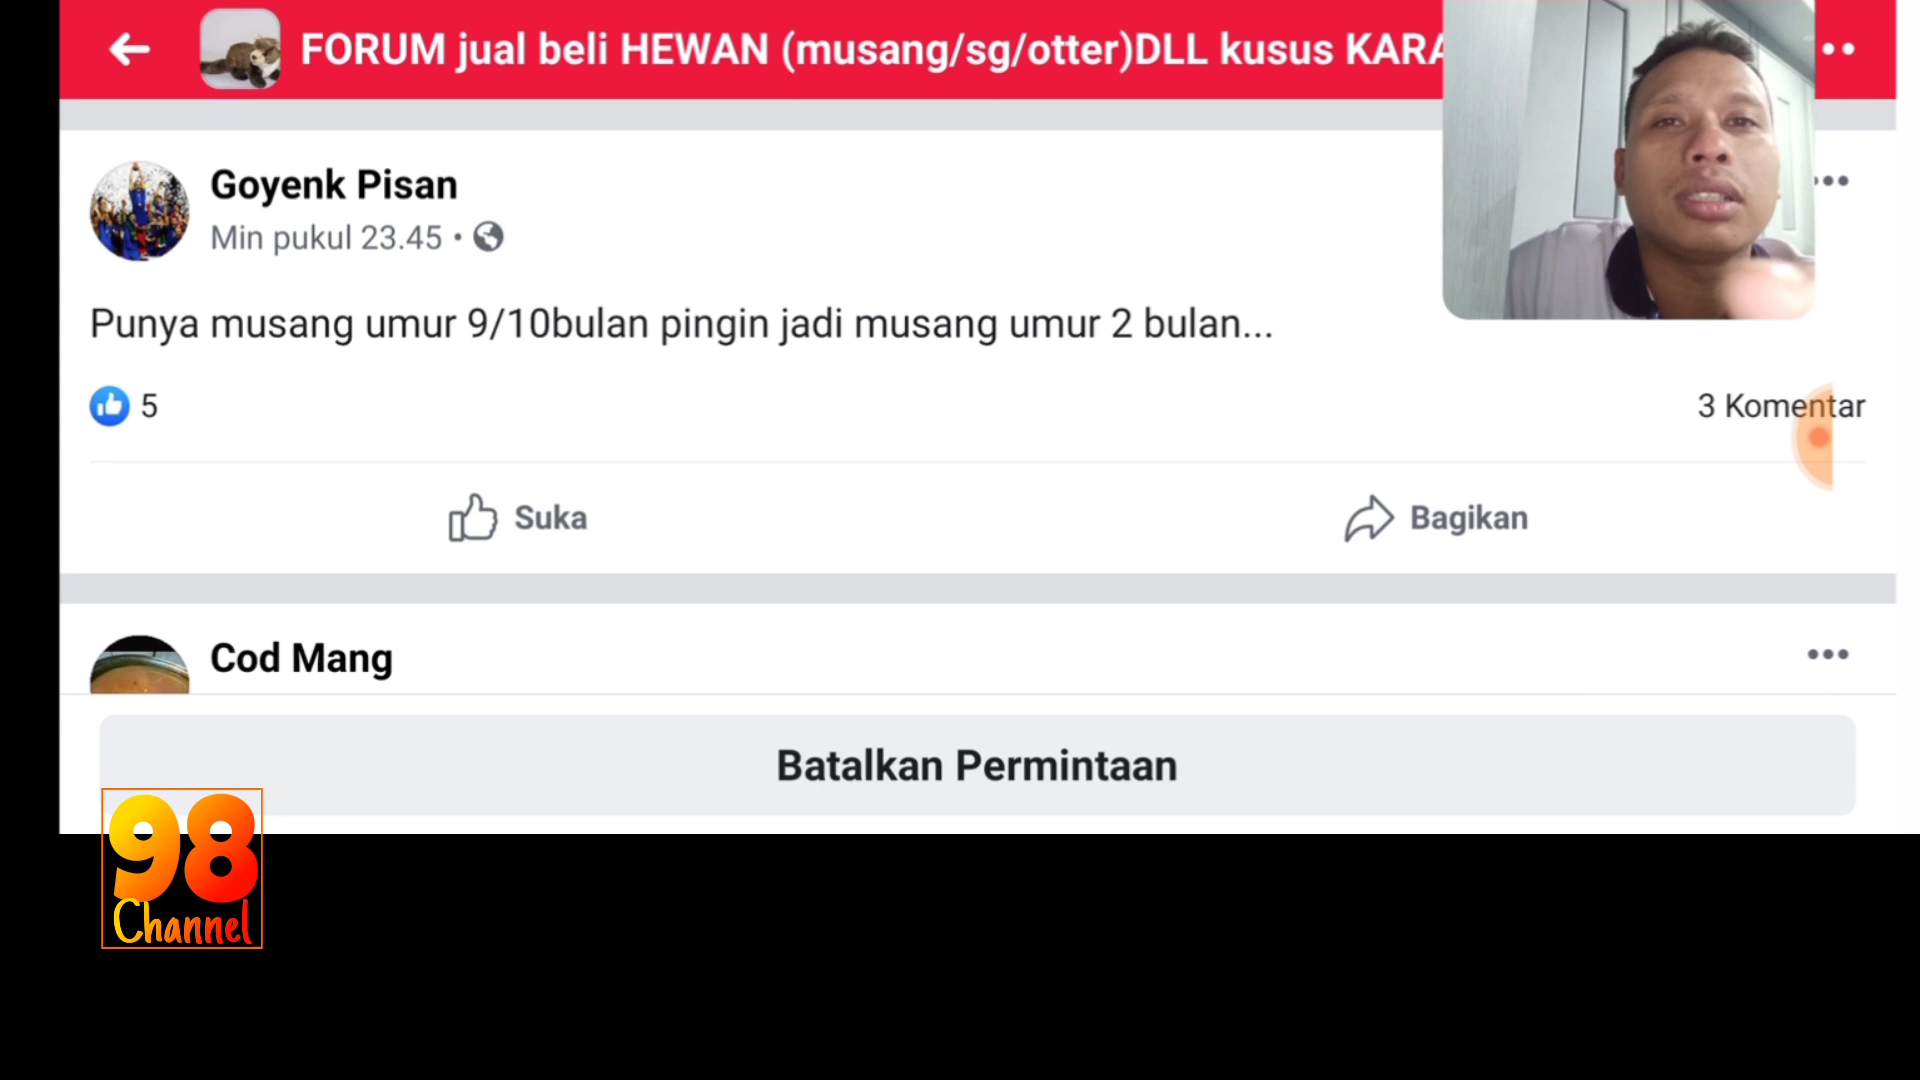 FORUM jual beli HEWAN (musang/sg/otter)DLL kusus KARA
Goyenk Pisan
Min pukul 23.45 •
Punya musang umur 9/10bulan pingin jadi musang umur 2 bulan...
5
3 Komentar
Suka
Bagikan
Cod Mang
Batalkan Permintaan
98
Channel